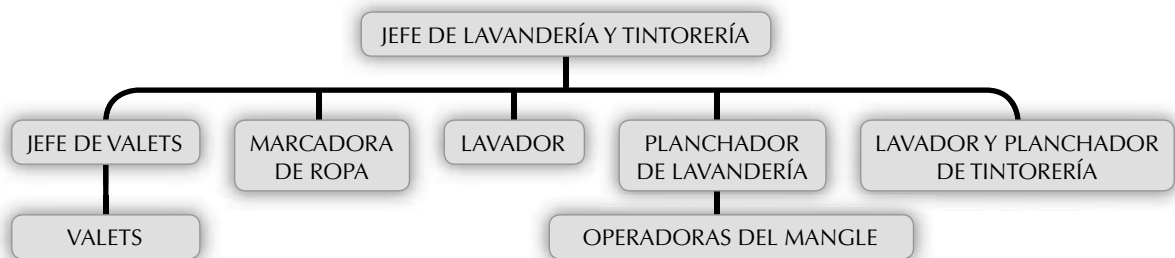 JEFE DE LAVANDERÍA Y TINTORERÍA
JEFE DE VALETS
MARCADORA
DE ROPA
LAVADOR
PLANCHADOR
DE LAVANDERÍA
LAVADOR Y PLANCHADOR
DE TINTORERÍA
VALETS
OPERADORAS DEL MANGLE